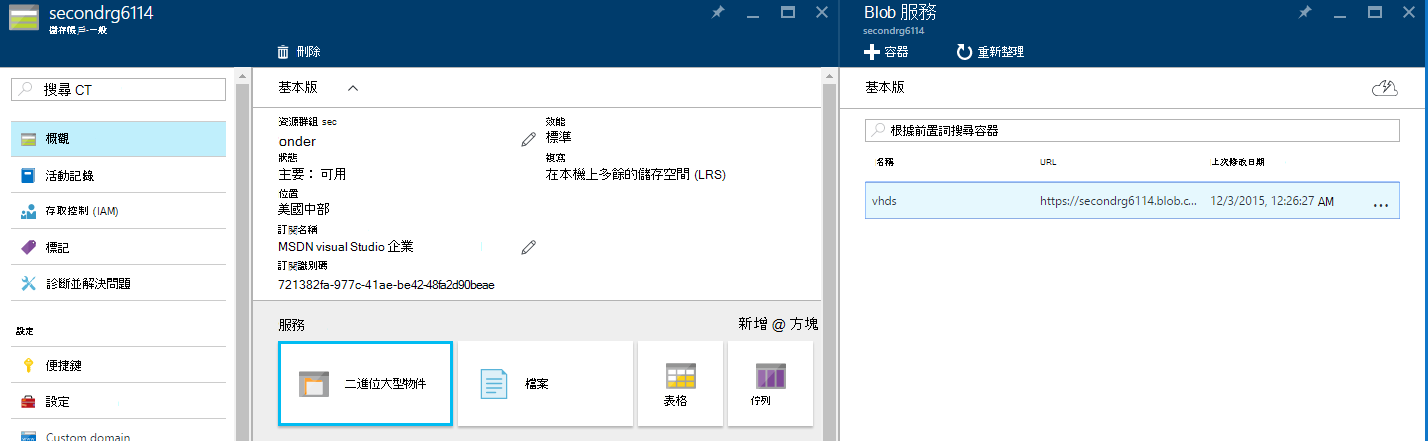 secondrg6114
儲存帳戶-一般
刪除
搜尋 CT
概觀
活動記錄
存取控制 (IAM)
標記
診斷並解決問題
設定
便捷鍵
設定
Custom domain
基本版
資源群組 sec
onder
狀態
主要： 可用
位置
美國中部
訂閱名稱
MSDN visual Studio 企業
訂閱識別碼
721382fa-977c-41ae-be42-48fa2d90beae
效能
標準
複寫
在本機上多餘的儲存空間 (LRS)
服務
新增 @ 方塊
二進位大型物件
檔案
表格
佇列
Blob 服務
secondrg6114
容器
重新整理
基本版
根據前置詞搜尋容器
名稱 URL 上次修改日期
vhds https://secondrg6114.blob.c... 12/3/2015, 12:26:27 AM ...